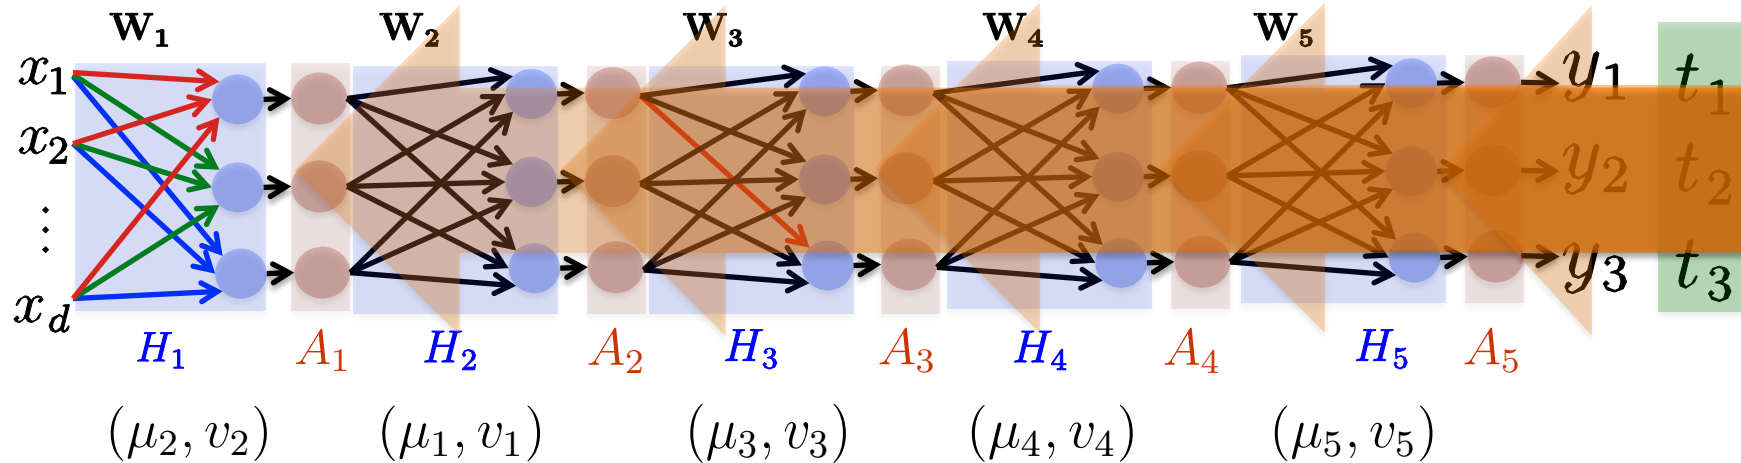 W₁ W₂ W₃ W₄ W₅
x₁ y₁ t₁
x₂ y₂ t₂
⋮
x_d y₃ t₃
H₁ A₁ H₂ A₂ H₃ A₃ H₄ A₄ H₅ A₅
(μ₂, v₂) (μ₁, v₁) (μ₃, v₃) (μ₄, v₄) (μ₅, v₅)